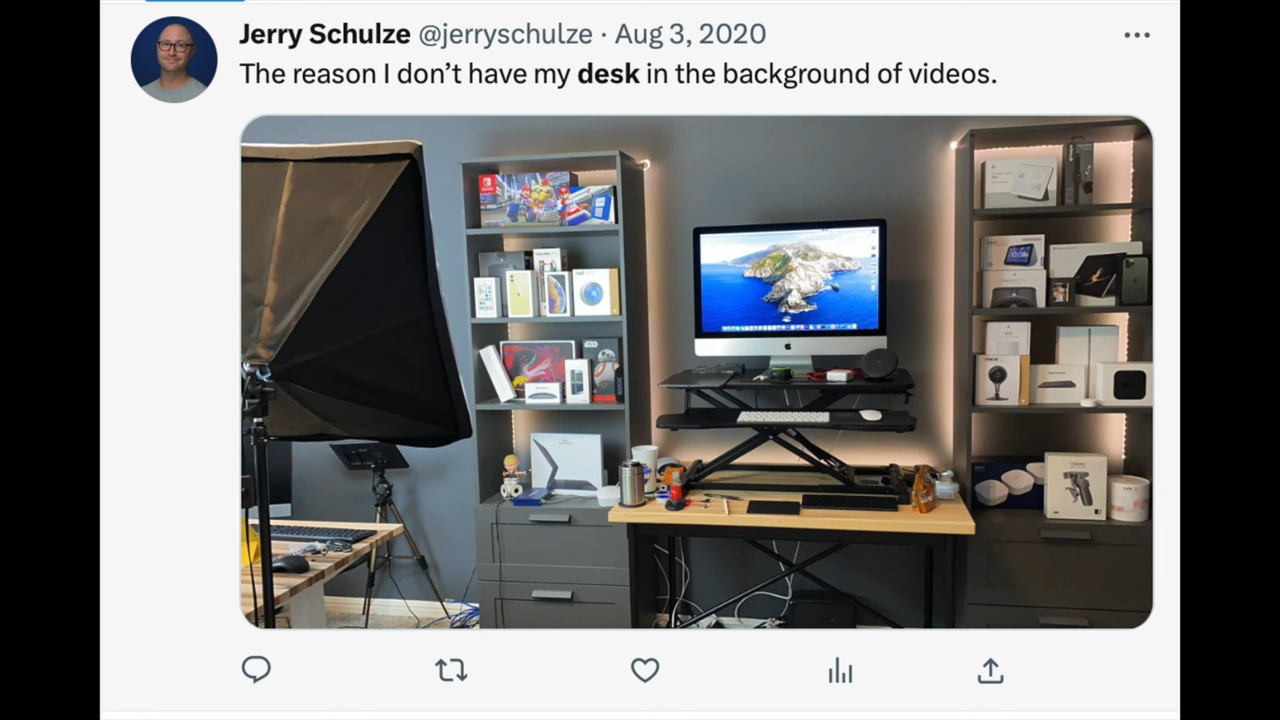 Jerry Schulze @jerryschulze · Aug 3, 2020
The reason I don’t have my desk in the background of videos.